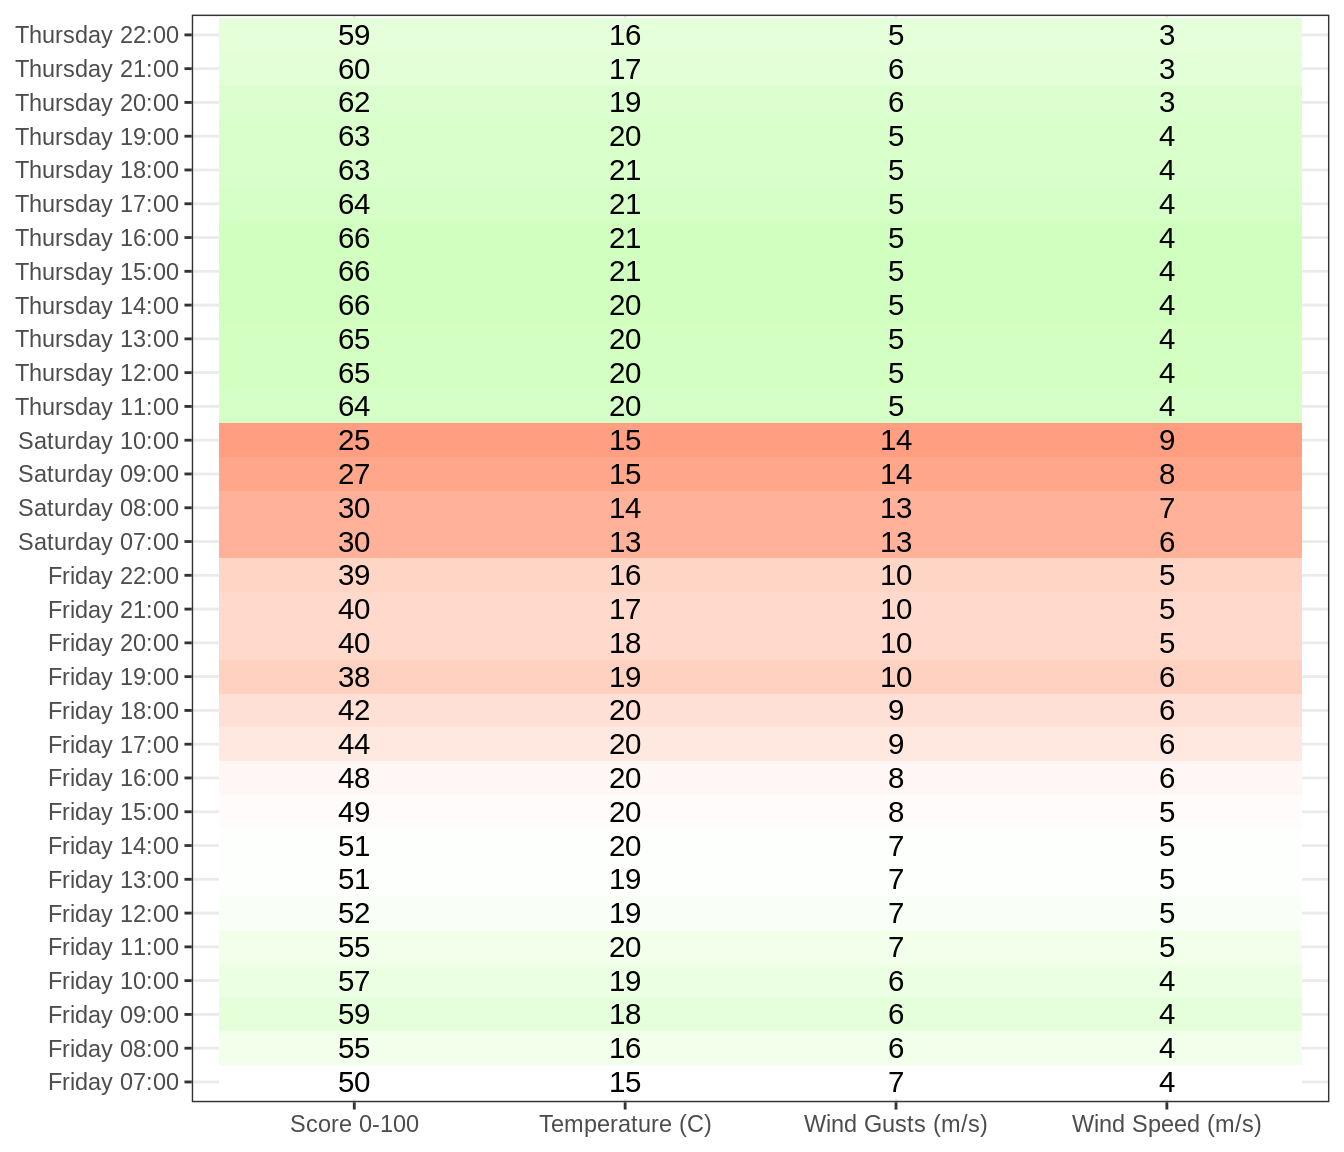 Thursday 22:00 59 16 5 3
Thursday 21:00 60 17 6 3
Thursday 20:00 62 19 6 3
Thursday 19:00 63 20 5 4
Thursday 18:00 63 21 5 4
Thursday 17:00 64 21 5 4
Thursday 16:00 66 21 5 4
Thursday 15:00 66 21 5 4
Thursday 14:00 66 20 5 4
Thursday 13:00 65 20 5 4
Thursday 12:00 65 20 5 4
Thursday 11:00 64 20 5 4
Saturday 10:00 25 15 14 9
Saturday 09:00 27 15 14 8
Saturday 08:00 30 14 13 7
Saturday 07:00 30 13 13 6
Friday 22:00 39 16 10 5
Friday 21:00 40 17 10 5
Friday 20:00 40 18 10 5
Friday 19:00 38 19 10 6
Friday 18:00 42 20 9 6
Friday 17:00 44 20 9 6
Friday 16:00 48 20 8 6
Friday 15:00 49 20 8 5
Friday 14:00 51 20 7 5
Friday 13:00 51 19 7 5
Friday 12:00 52 19 7 5
Friday 11:00 55 20 7 5
Friday 10:00 57 19 6 4
Friday 09:00 59 18 6 4
Friday 08:00 55 16 6 4
Friday 07:00 50 15 7 4
Score 0-100 Temperature (C) Wind Gusts (m/s) Wind Speed (m/s)